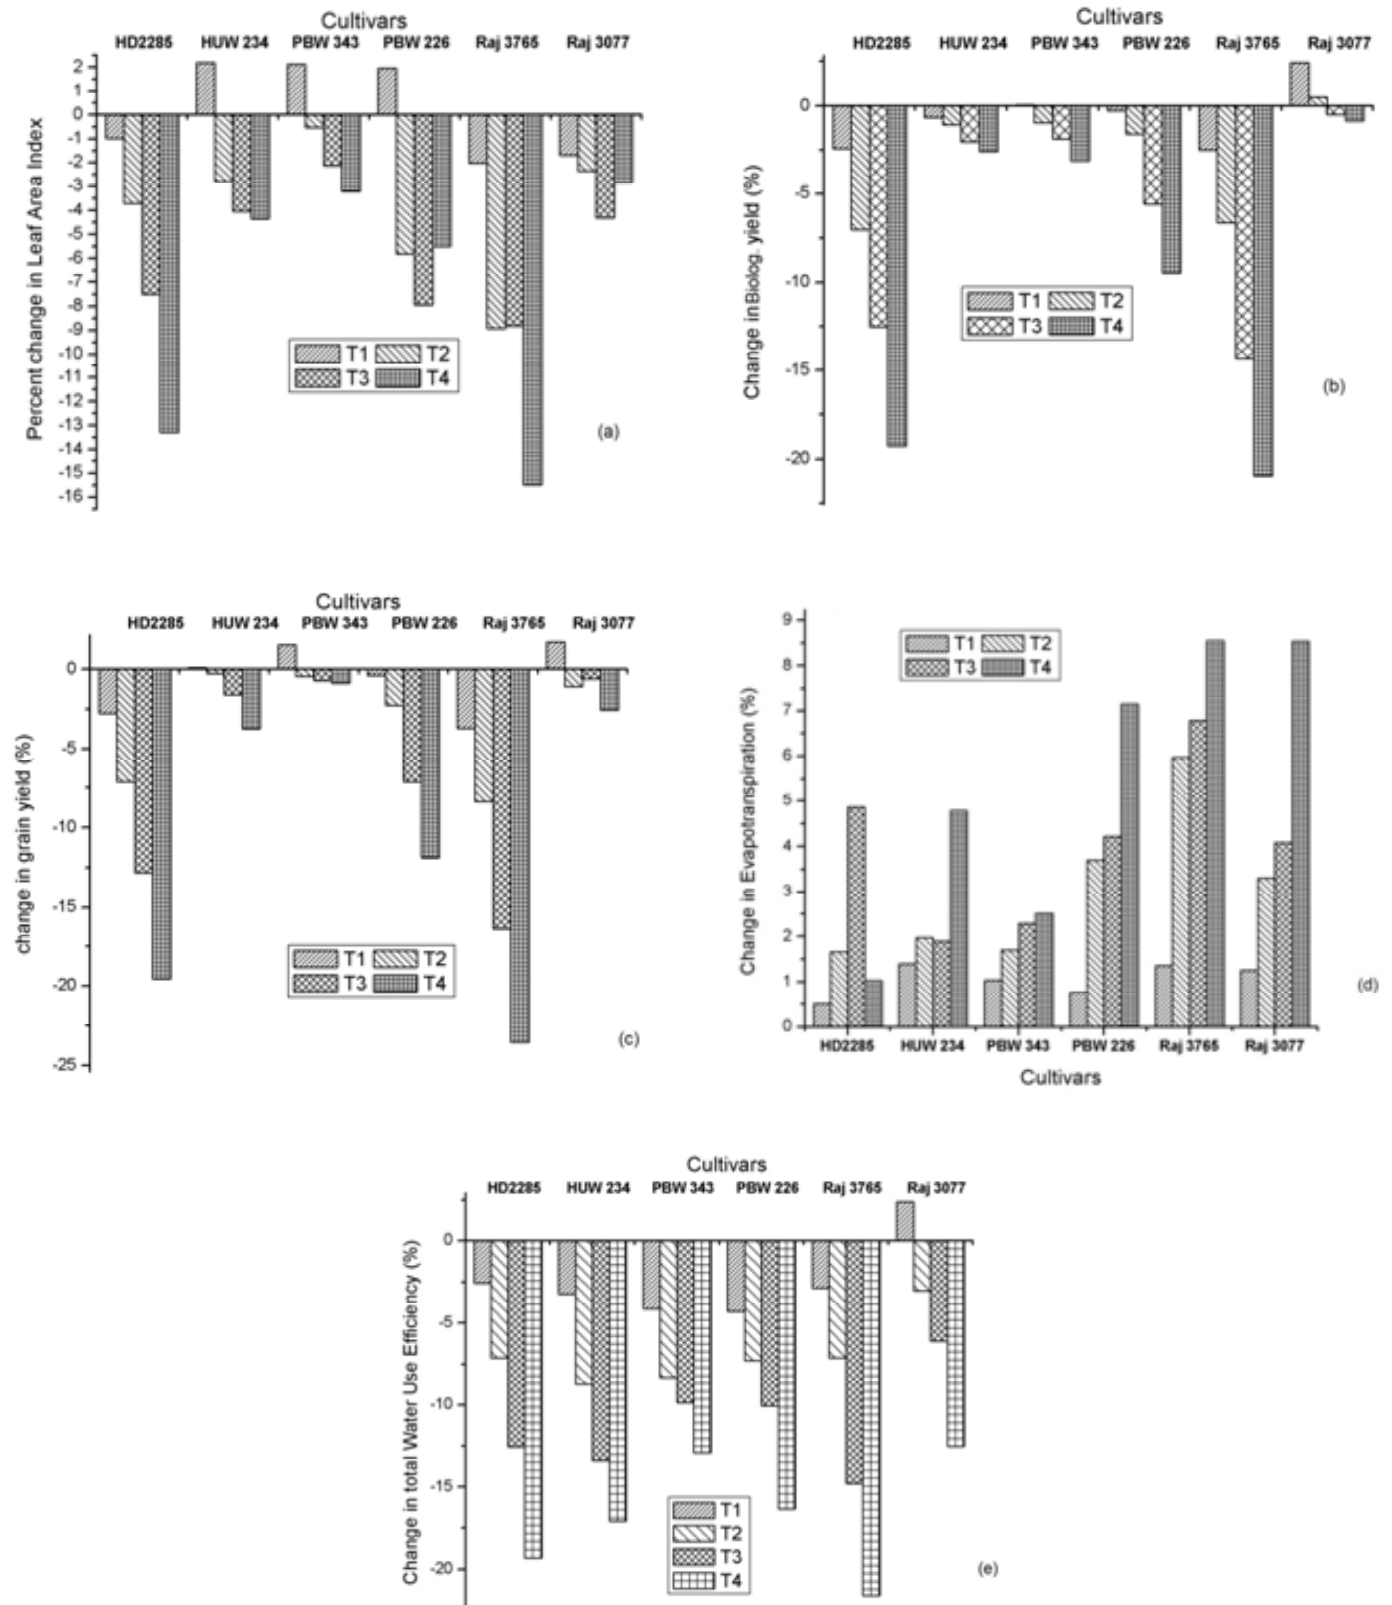 Cultivars
HD2285 HUW 234 PBW 343 PBW 226 Raj 3765 Raj 3077
Percent change in Leaf Area Index
2
1
0
-1
-2
-3
-4
-5
-6
-7
-8
-9
-10
-11
-12
-13
-14
-15
-16
T1 T2
T3 T4
(a)
Cultivars
HD2285 HUW 234 PBW 343 PBW 226 Raj 3765 Raj 3077
Change inBiolog. yield (%)
0
-5
-10
-15
-20
T1 T2
T3 T4
(b)
Cultivars
HD2285 HUW 234 PBW 343 PBW 226 Raj 3765 Raj 3077
change in grain yield (%)
0
-5
-10
-15
-20
-25
T1 T2
T3 T4
(c)
Change in Evapotranspiration (%)
9
8
7
6
5
4
3
2
1
0
T1 T2
T3 T4
(d)
HD2285 HUW 234 PBW 343 PBW 226 Raj 3765 Raj 3077
Cultivars
Cultivars
HD2285 HUW 234 PBW 343 PBW 226 Raj 3765 Raj 3077
Change in total Water Use Efficiency (%)
0
-5
-10
-15
-20
T1
T2
T3
T4
(e)